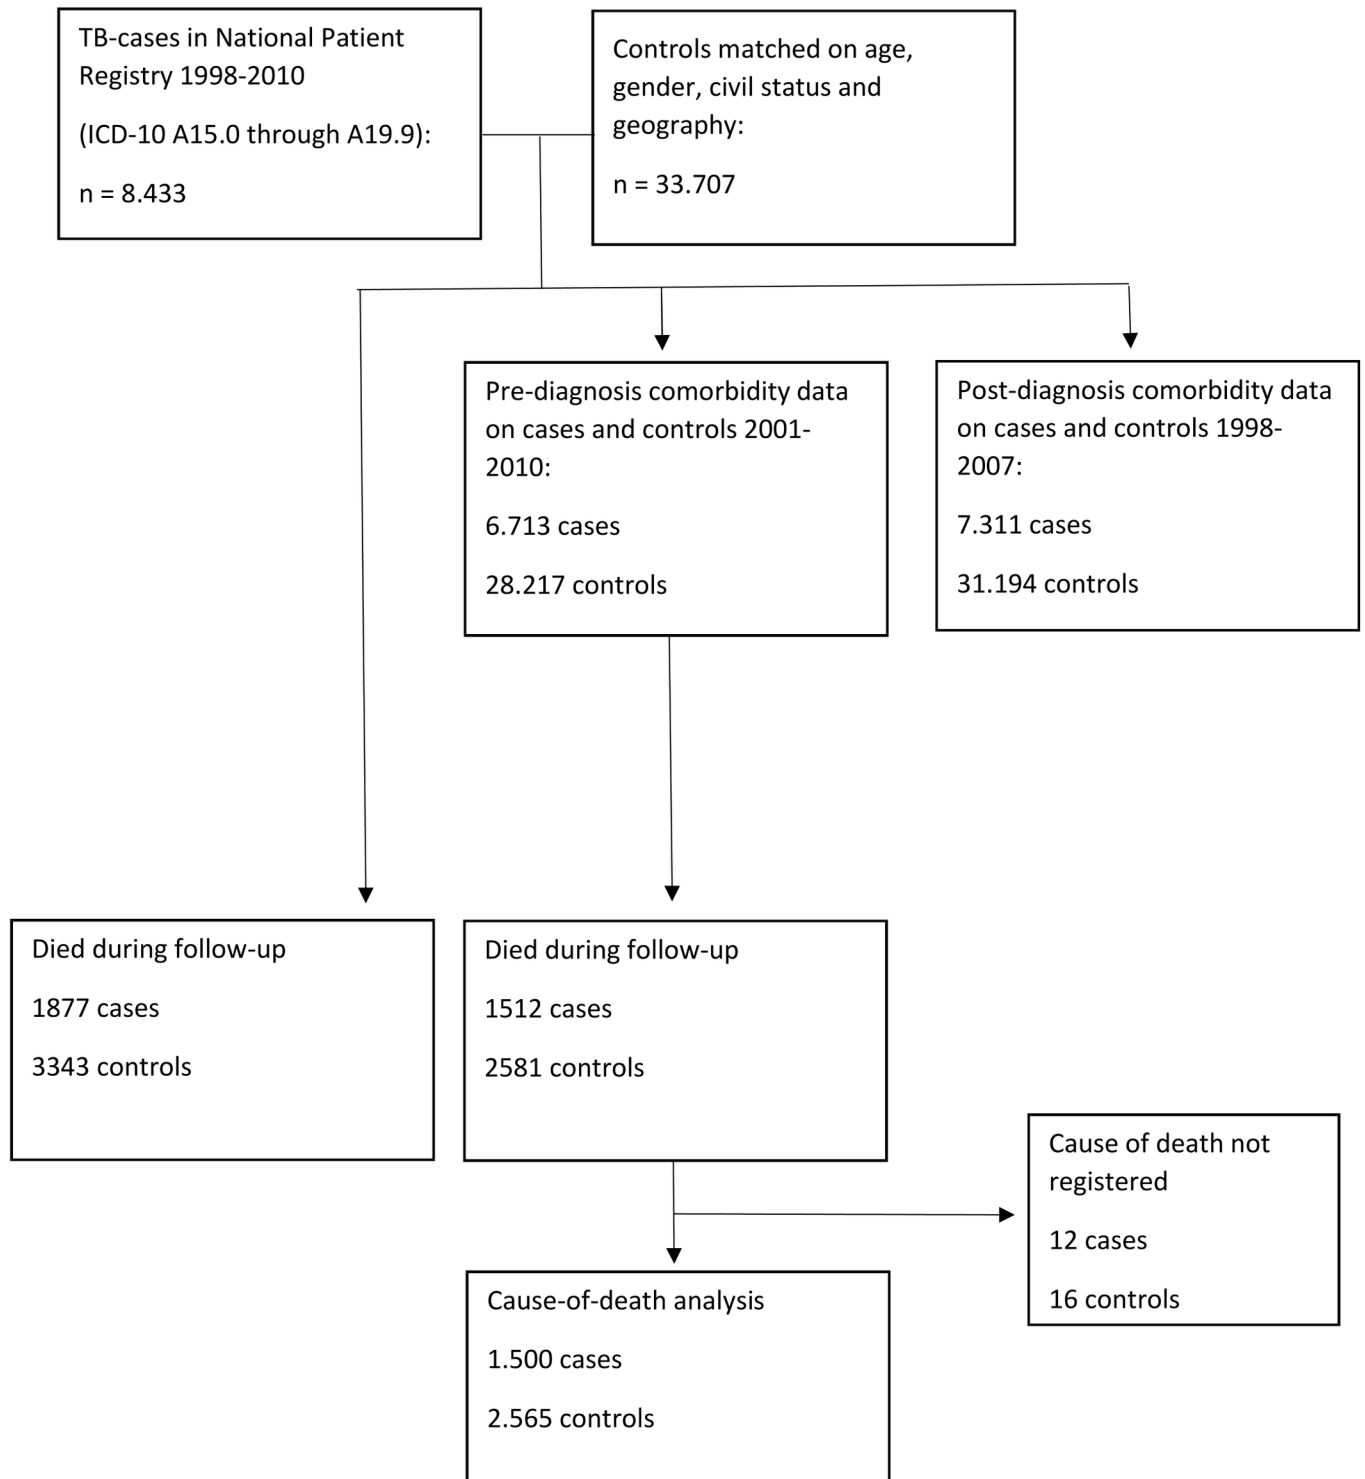 TB-cases in National Patient
Registry 1998-2010
(ICD-10 A15.0 through A19.9):
n = 8.433
Controls matched on age,
gender, civil status and
geography:
n = 33.707
Pre-diagnosis comorbidity data
on cases and controls 2001-
2010:
6.713 cases
28.217 controls
Post-diagnosis comorbidity data
on cases and controls 1998-
2007:
7.311 cases
31.194 controls
Died during follow-up
1877 cases
3343 controls
Died during follow-up
1512 cases
2581 controls
Cause of death not
registered
12 cases
16 controls
Cause-of-death analysis
1.500 cases
2.565 controls